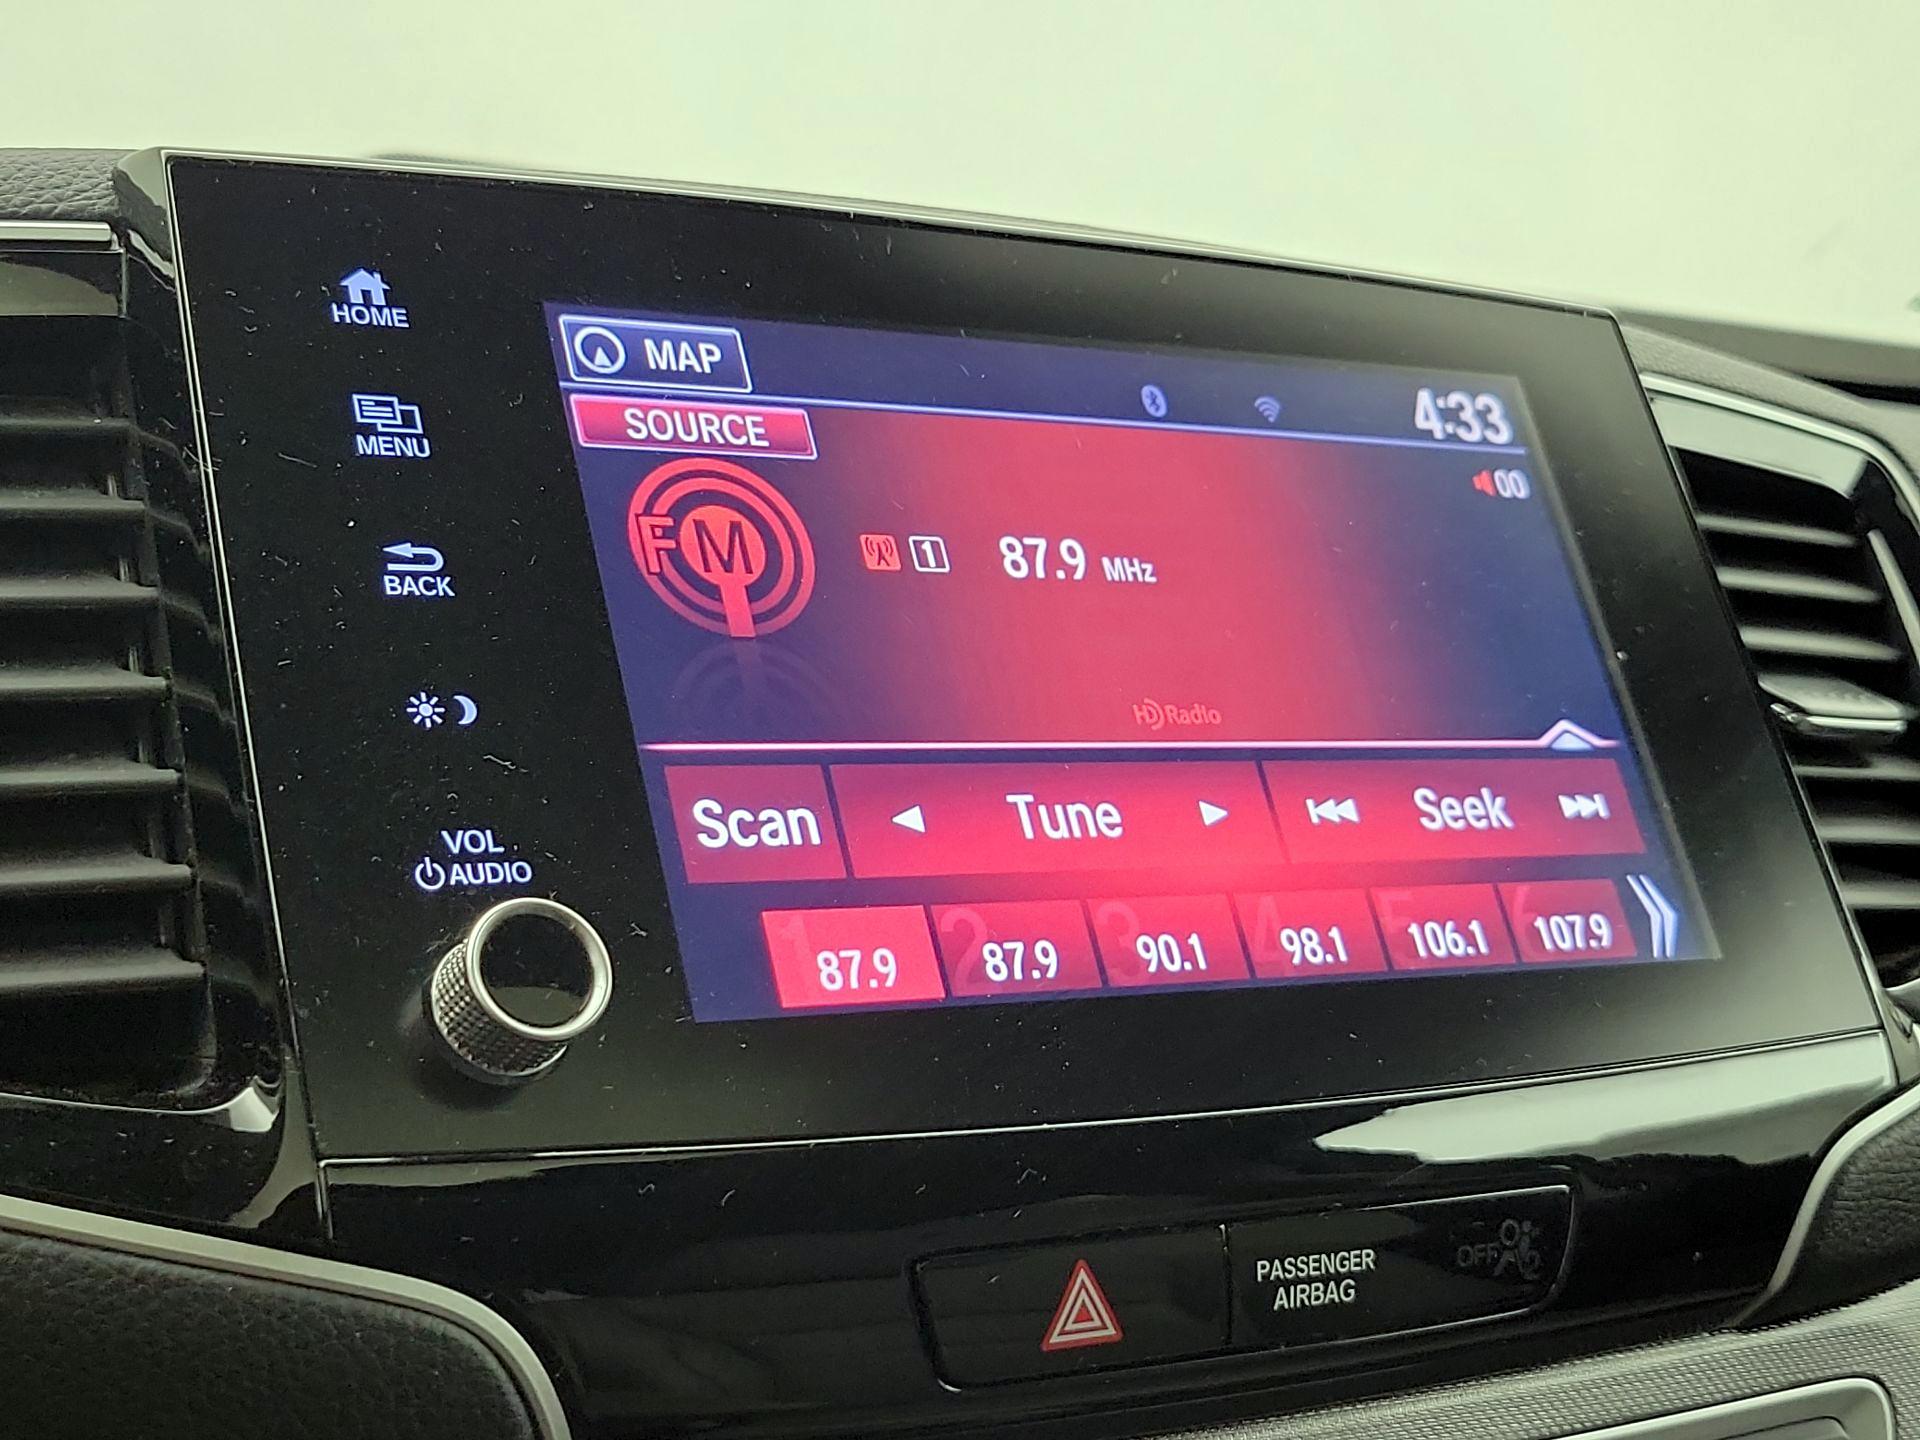 HOME
MENU
BACK
VOL
AUDIO
MAP
4:33
SOURCE
00
FM
1 87.9 MHz
HD Radio
Scan Tune Seek
1 87.9 2 87.9 3 90.1 4 98.1 5 106.1 6 107.9
PASSENGER
AIRBAG
OFF
2